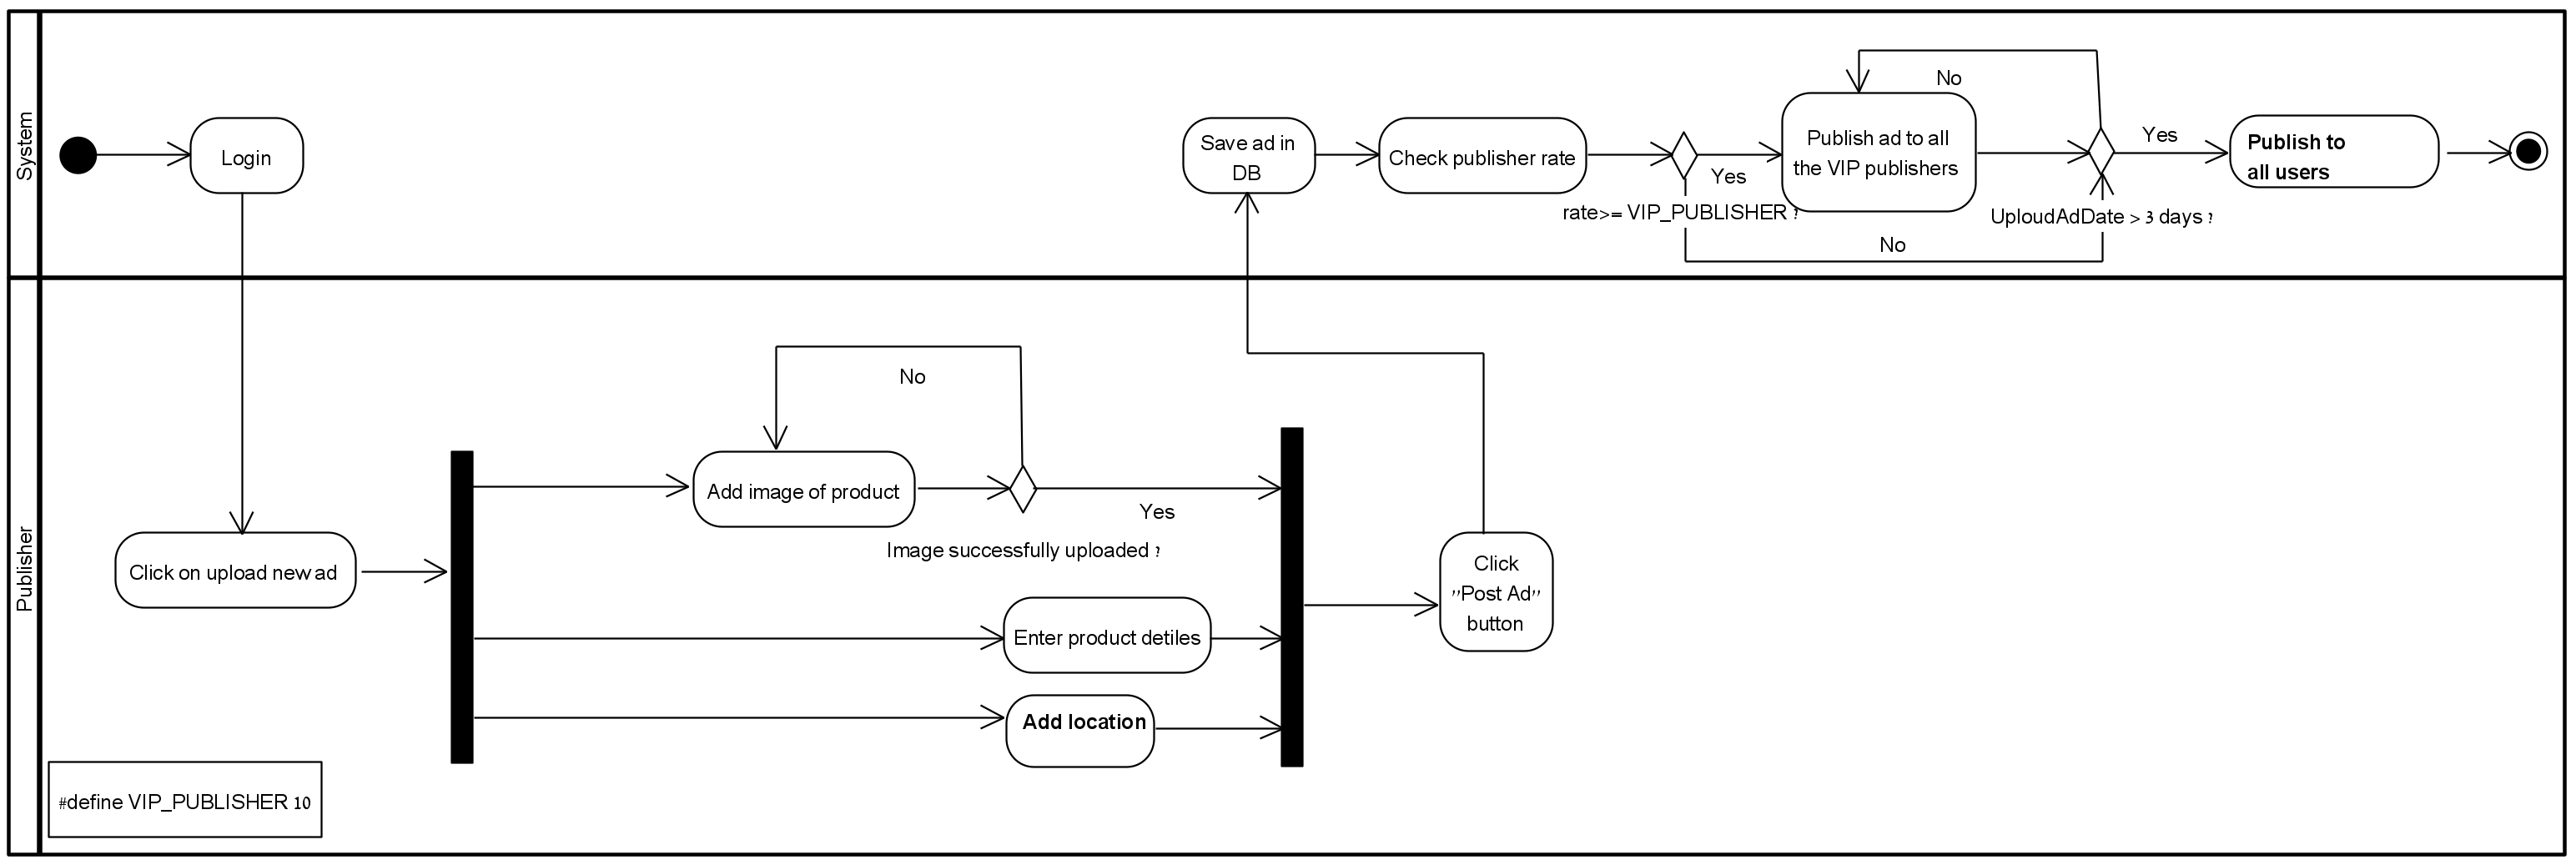 System
Login
Save ad in
DB
Check publisher rate
Yes
rate>= VIP_PUBLISHER ?
No
Publish ad to all
the VIP publishers
No
UploudAdDate > 3 days ?
Yes
Publish to
all users
Publisher
Click on upload new ad
No
Add image of product
Yes
Image successfully uploaded ?
Enter product detiles
Add location
Click
"Post Ad"
button
#define VIP_PUBLISHER 10